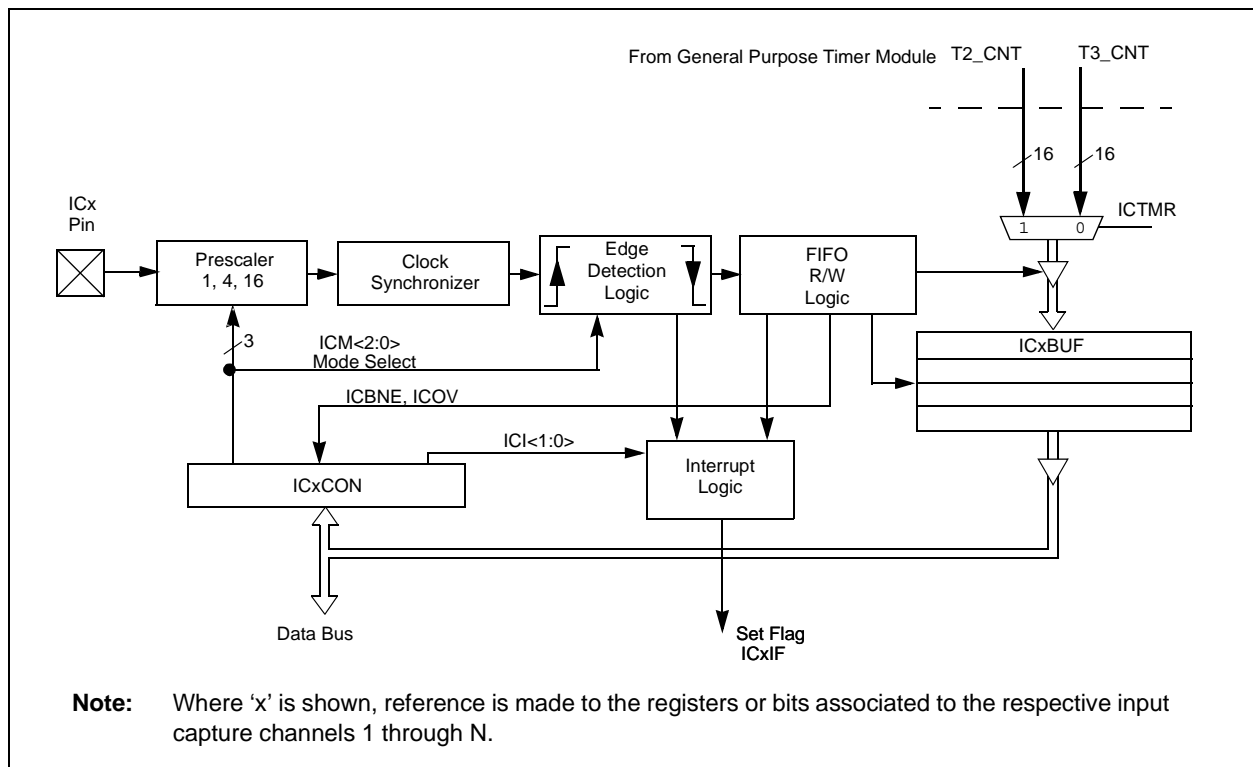 From General Purpose Timer Module
T2_CNT
T3_CNT
16
16
ICx
Pin
ICTMR
1
0
Prescaler
1, 4, 16
Clock
Synchronizer
Edge
Detection
Logic
FIFO
R/W
Logic
3
ICM<2:0>
Mode Select
ICxBUF
ICBNE, ICOV
ICI<1:0>
Interrupt
Logic
ICxCON
Data Bus
Set Flag
ICxIF
Note: Where ‘x’ is shown, reference is made to the registers or bits associated to the respective input
capture channels 1 through N.